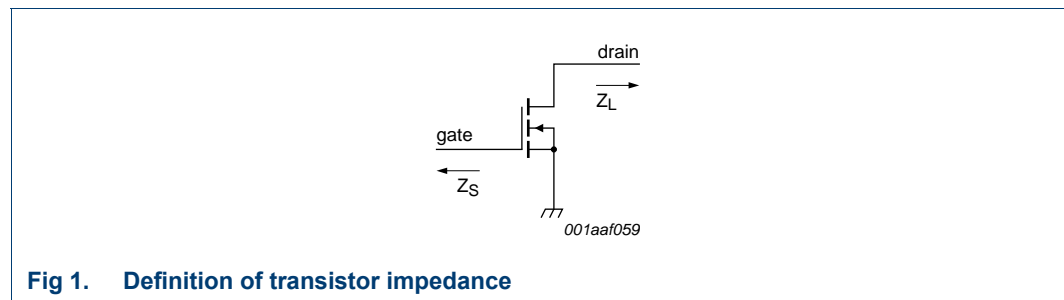 drain
Z_L
gate
Z_S
001aaf059
Fig 1. Definition of transistor impedance